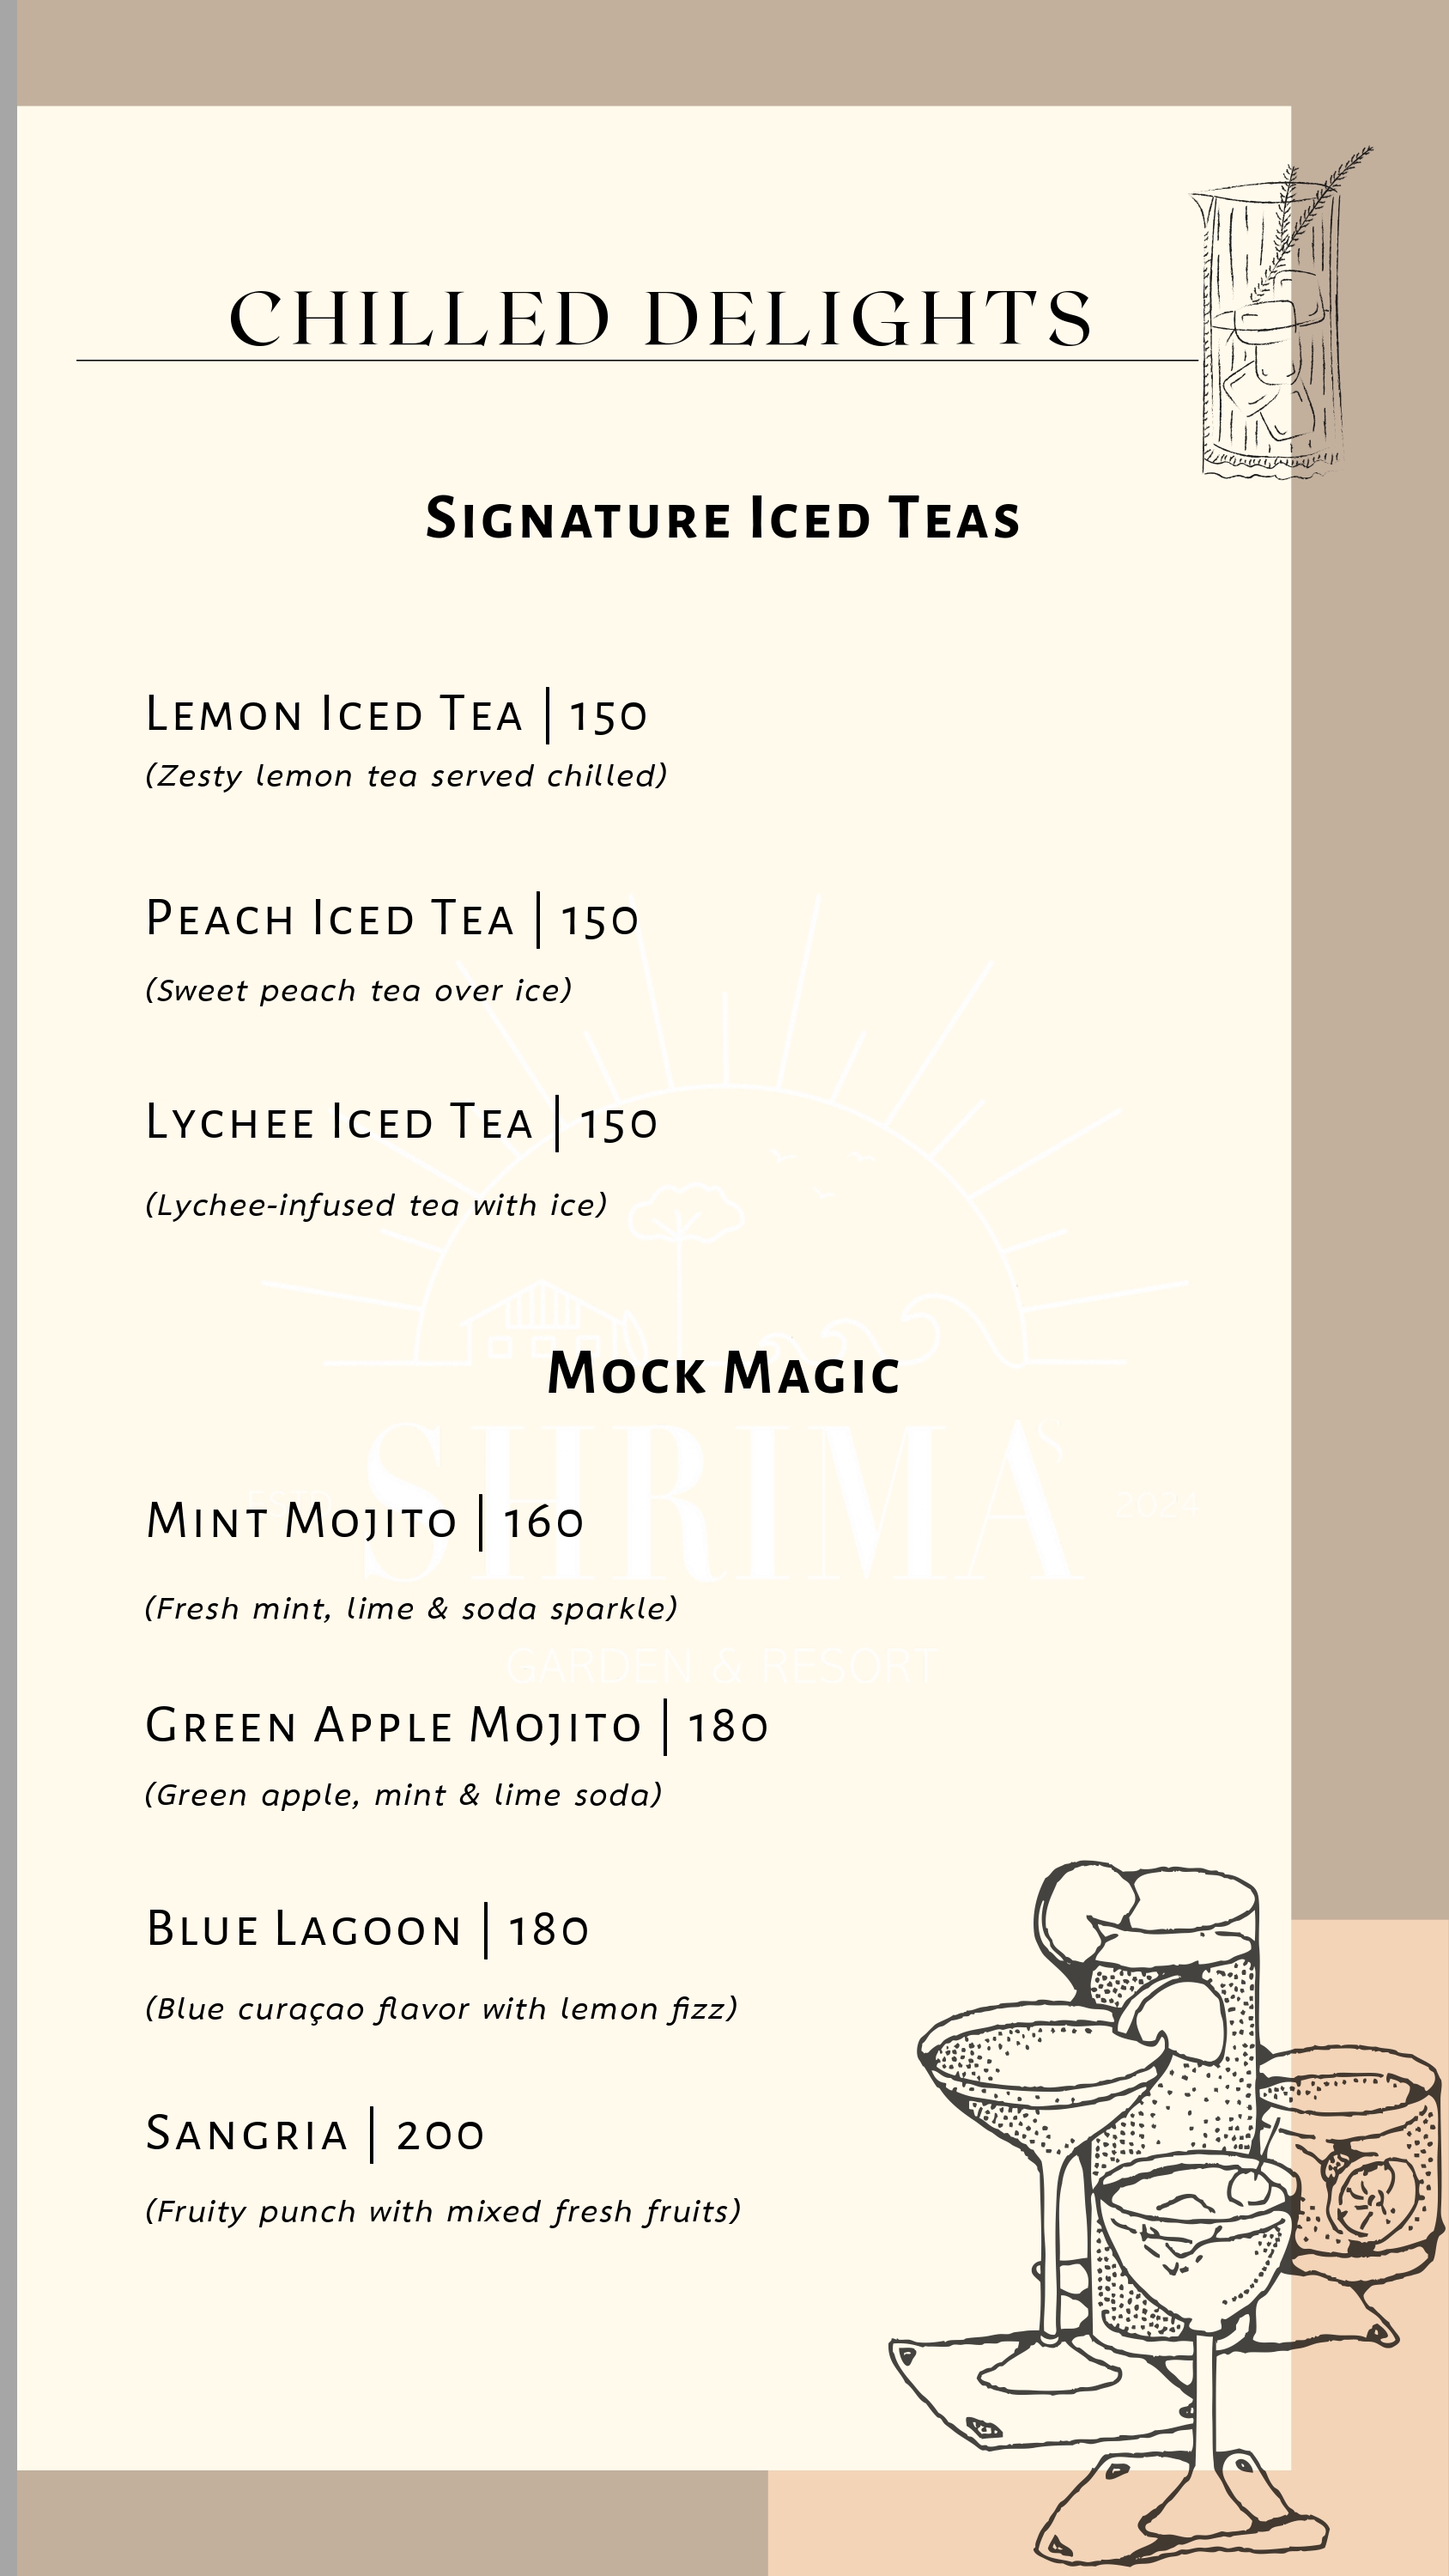 CHILLED DELIGHTS
Signature Iced Teas
Lemon Iced Tea | 150
(Zesty lemon tea served chilled)
Peach Iced Tea | 150
(Sweet peach tea over ice)
Lychee Iced Tea | 150
(Lychee-infused tea with ice)
Mock Magic
SHRIMA'S
2024
Mint Mojito | 160
(Fresh mint, lime & soda sparkle)
GARDEN & RESORT
Green Apple Mojito | 180
(Green apple, mint & lime soda)
Blue Lagoon | 180
(Blue curaçao flavor with lemon fizz)
Sangria | 200
(Fruity punch with mixed fresh fruits)